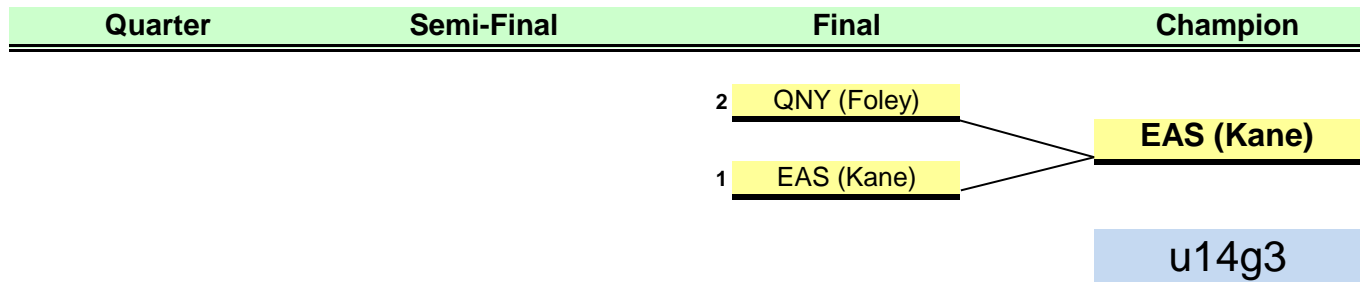 Quarter Semi-Final Final Champion
2 QNY (Foley)
EAS (Kane)
1 EAS (Kane)
u14g3